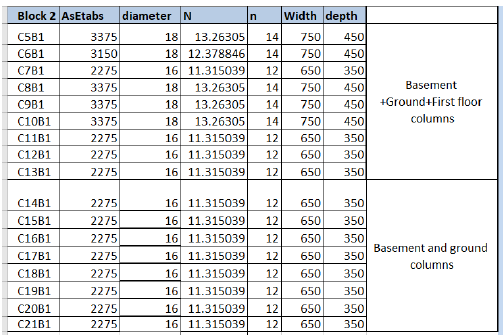 Block 2 AsEtabs diameter N n Width depth
C5B1 3375 18 13.26305 14 750 450
C6B1 3150 18 12.378846 14 750 450
C7B1 2275 16 11.315039 12 650 350
C8B1 3375 18 13.26305 14 750 450
C9B1 3375 18 13.26305 14 750 450
C10B1 3375 18 13.26305 14 750 450
C11B1 2275 16 11.315039 12 650 350
C12B1 2275 16 11.315039 12 650 350
C13B1 2275 16 11.315039 12 650 350
Basement
+Ground+First floor
columns
C14B1 2275 16 11.315039 12 650 350
C15B1 2275 16 11.315039 12 650 350
C16B1 2275 16 11.315039 12 650 350
C17B1 2275 16 11.315039 12 650 350
C18B1 2275 16 11.315039 12 650 350
C19B1 2275 16 11.315039 12 650 350
C20B1 2275 16 11.315039 12 650 350
C21B1 2275 16 11.315039 12 650 350
Basement and ground
columns